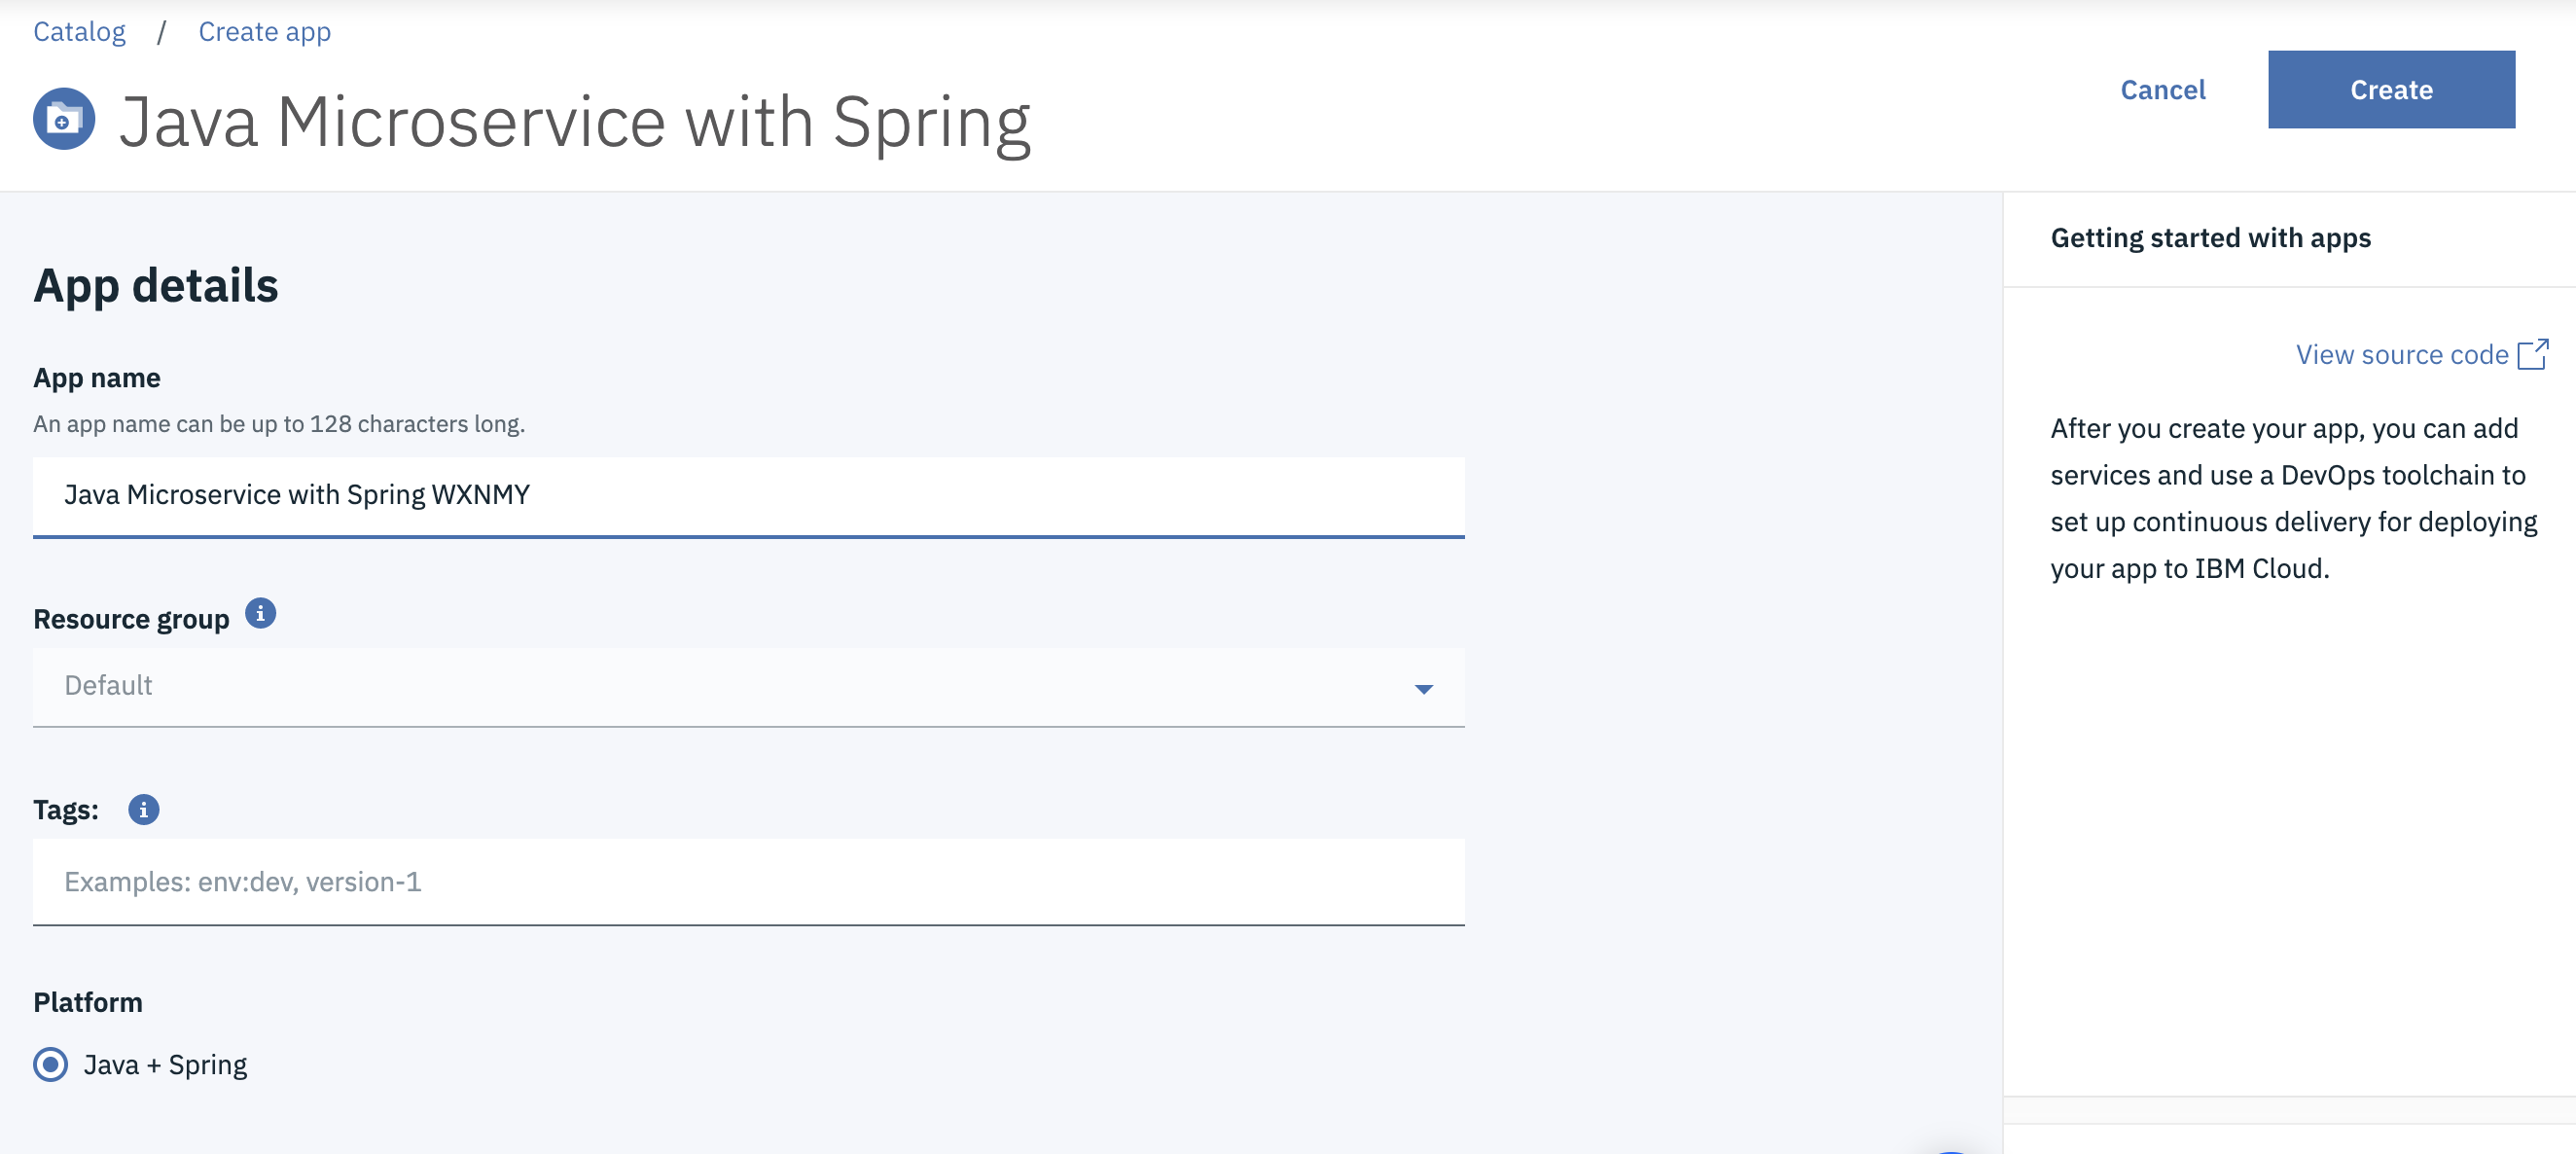 Catalog / Create app
Java Microservice with Spring
Cancel
Create
App details
App name
An app name can be up to 128 characters long.
Java Microservice with Spring WXNMY
Resource group
Default
Tags:
Examples: env:dev, version-1
Platform
Java + Spring
Getting started with apps
View source code
After you create your app, you can add
services and use a DevOps toolchain to
set up continuous delivery for deploying
your app to IBM Cloud.